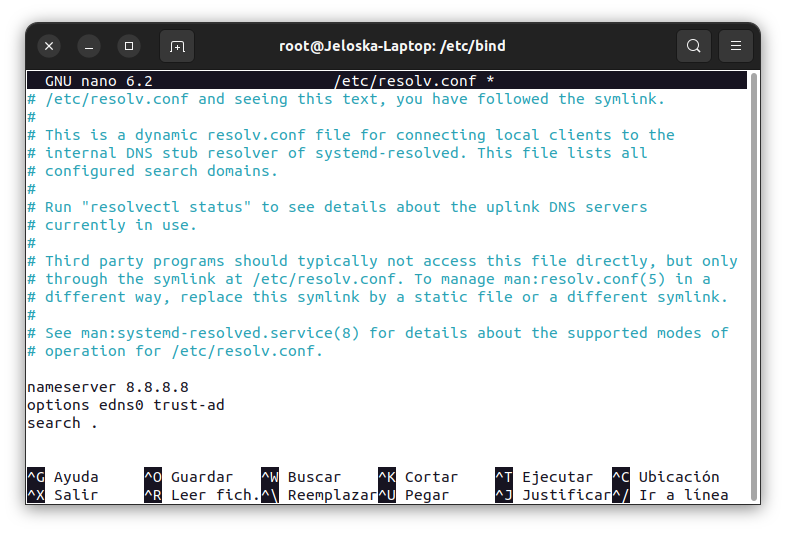 root@Jeloska-Laptop: /etc/bind
GNU nano 6.2 /etc/resolv.conf *
# /etc/resolv.conf and seeing this text, you have followed the symlink.
#
# This is a dynamic resolv.conf file for connecting local clients to the
# internal DNS stub resolver of systemd-resolved. This file lists all
# configured search domains.
#
# Run "resolvectl status" to see details about the uplink DNS servers
# currently in use.
#
# Third party programs should typically not access this file directly, but only
# through the symlink at /etc/resolv.conf. To manage man:resolv.conf(5) in a
# different way, replace this symlink by a static file or a different symlink.
#
# See man:systemd-resolved.service(8) for details about the supported modes of
# operation for /etc/resolv.conf.
nameserver 8.8.8.8
options edns0 trust-ad
search .
^G Ayuda ^O Guardar ^W Buscar ^K Cortar ^T Ejecutar ^C Ubicación
^X Salir ^R Leer fich. ^\ Reemplazar ^U Pegar ^J Justificar ^/ Ir a línea